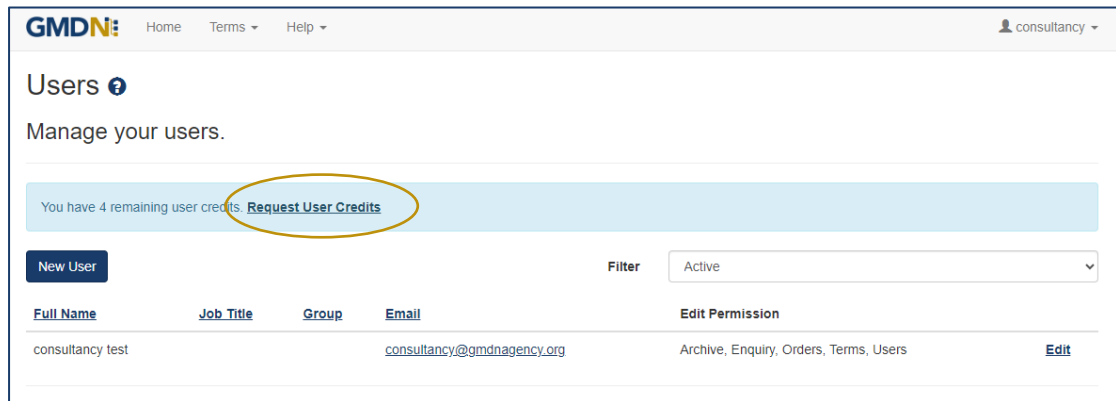 GMDN Home Terms Help consultancy
Users ?
Manage your users.
You have 4 remaining user credits. Request User Credits
New User Filter Active
Full Name Job Title Group Email Edit Permission
consultancy test consultancy@gmdnagency.org Archive, Enquiry, Orders, Terms, Users Edit